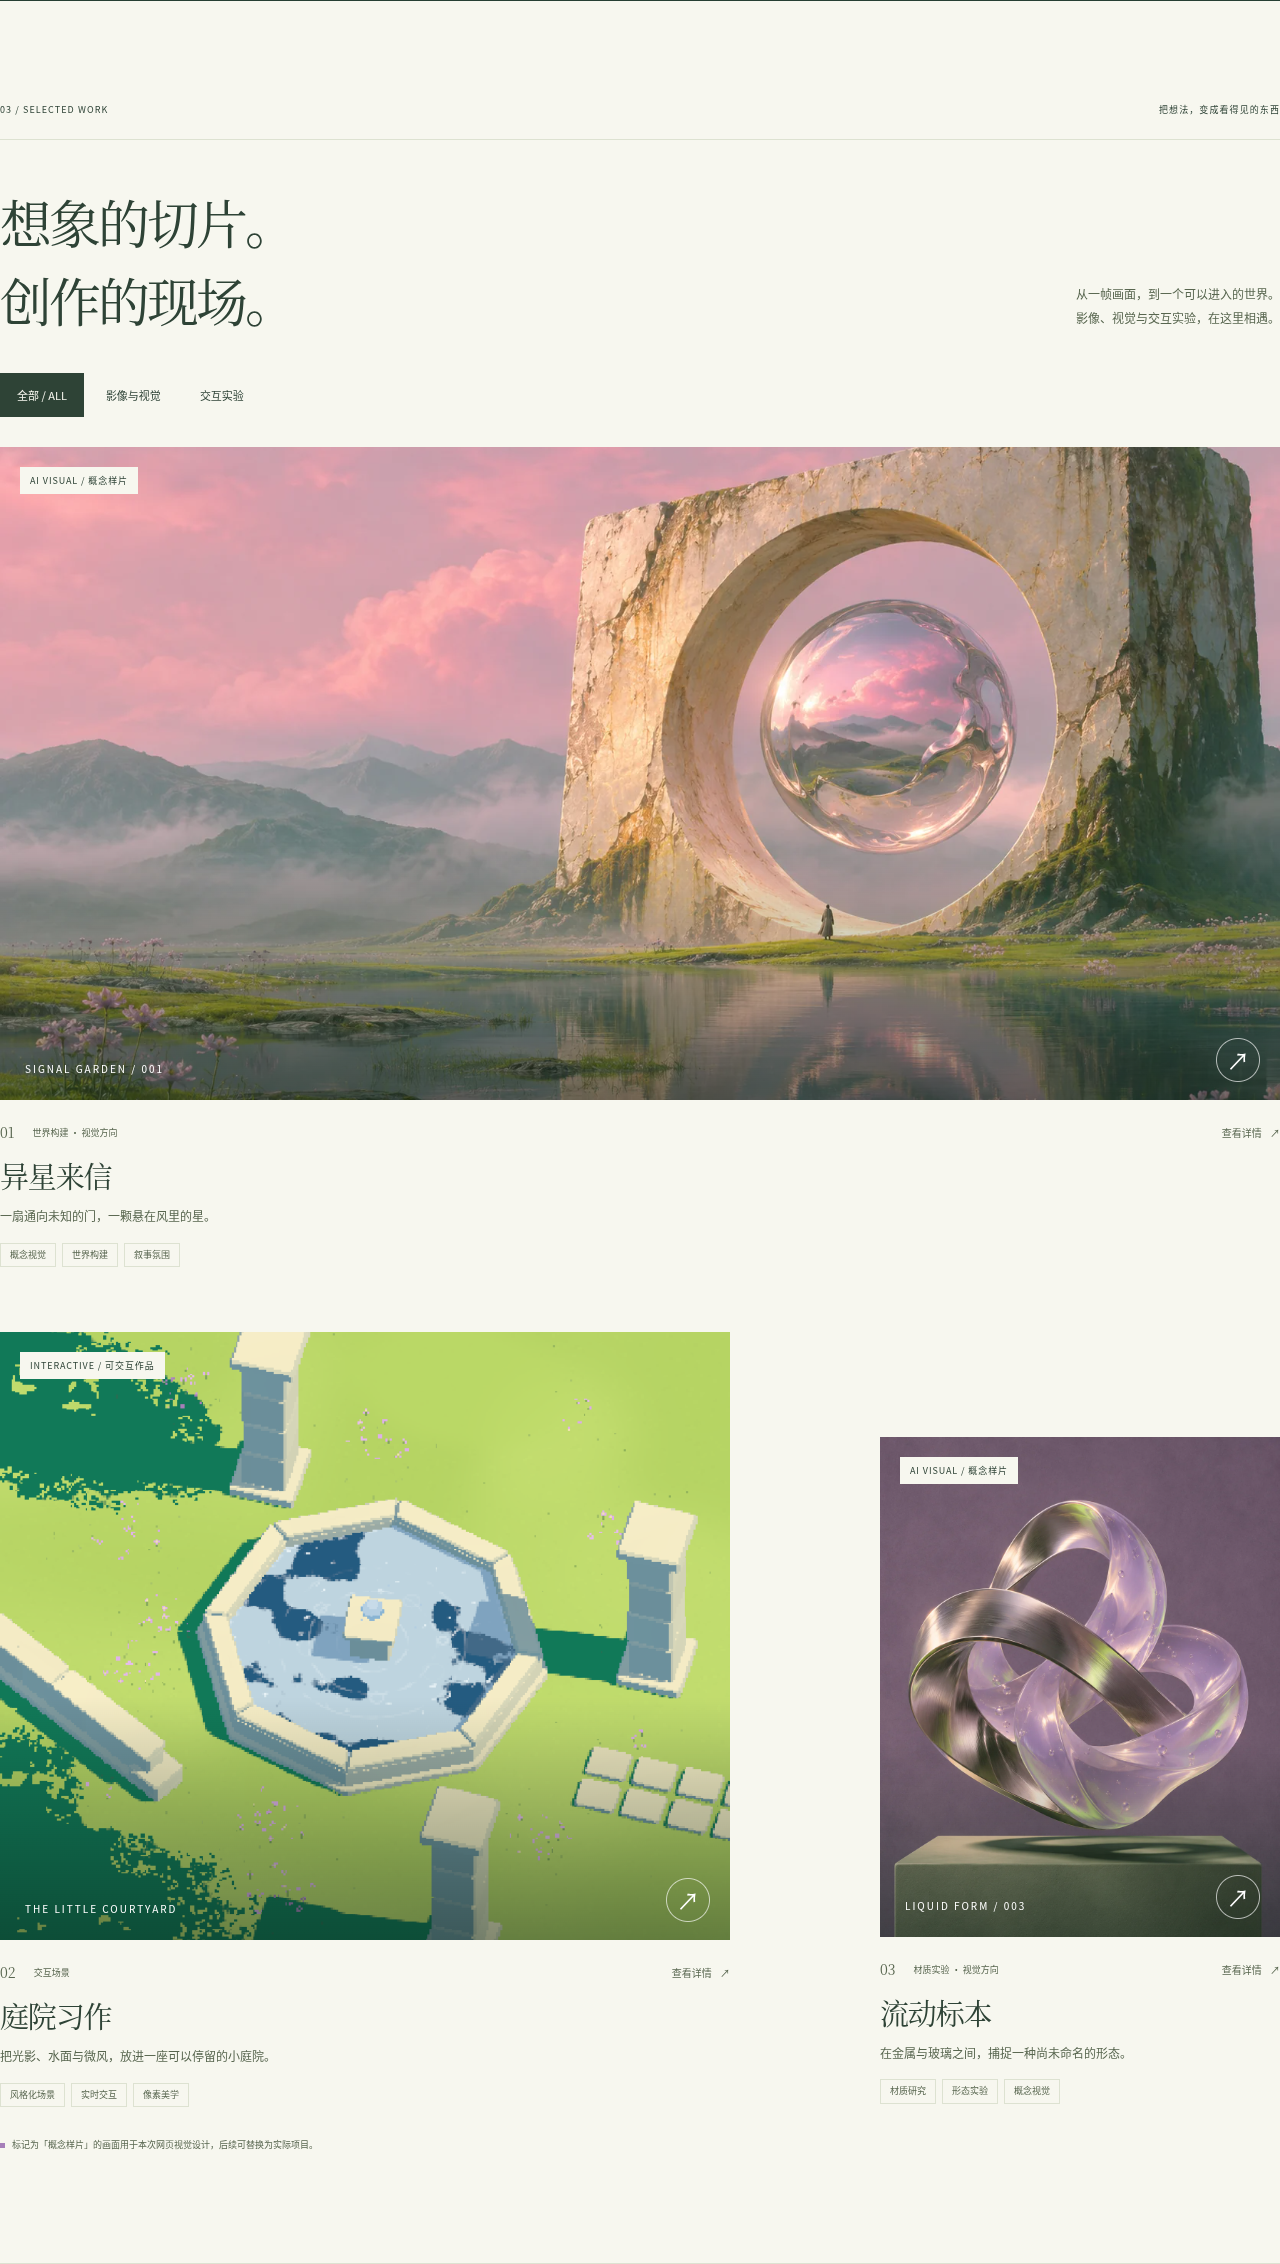 03 / SELECTED WORK
把想法，变成看得见的东西
想象的切片。
创作的现场。
从一帧画面，到一个可以进入的世界。
影像、视觉与交互实验，在这里相遇。
全部 / ALL
影像与视觉
交互实验
AI VISUAL / 概念样片
SIGNAL GARDEN / 001
01
世界构建 · 视觉方向
查看详情 ↗
异星来信
一扇通向未知的门，一颗悬在风里的星。
概念视觉
世界构建
叙事氛围
INTERACTIVE / 可交互作品
THE LITTLE COURTYARD
02
交互场景
查看详情 ↗
庭院习作
把光影、水面与微风，放进一座可以停留的小庭院。
风格化场景
实时交互
像素美学
AI VISUAL / 概念样片
LIQUID FORM / 003
03
材质实验 · 视觉方向
查看详情 ↗
流动标本
在金属与玻璃之间，捕捉一种尚未命名的形态。
材质研究
形态实验
概念视觉
标记为「概念样片」的画面用于本次网页视觉设计，后续可替换为实际项目。